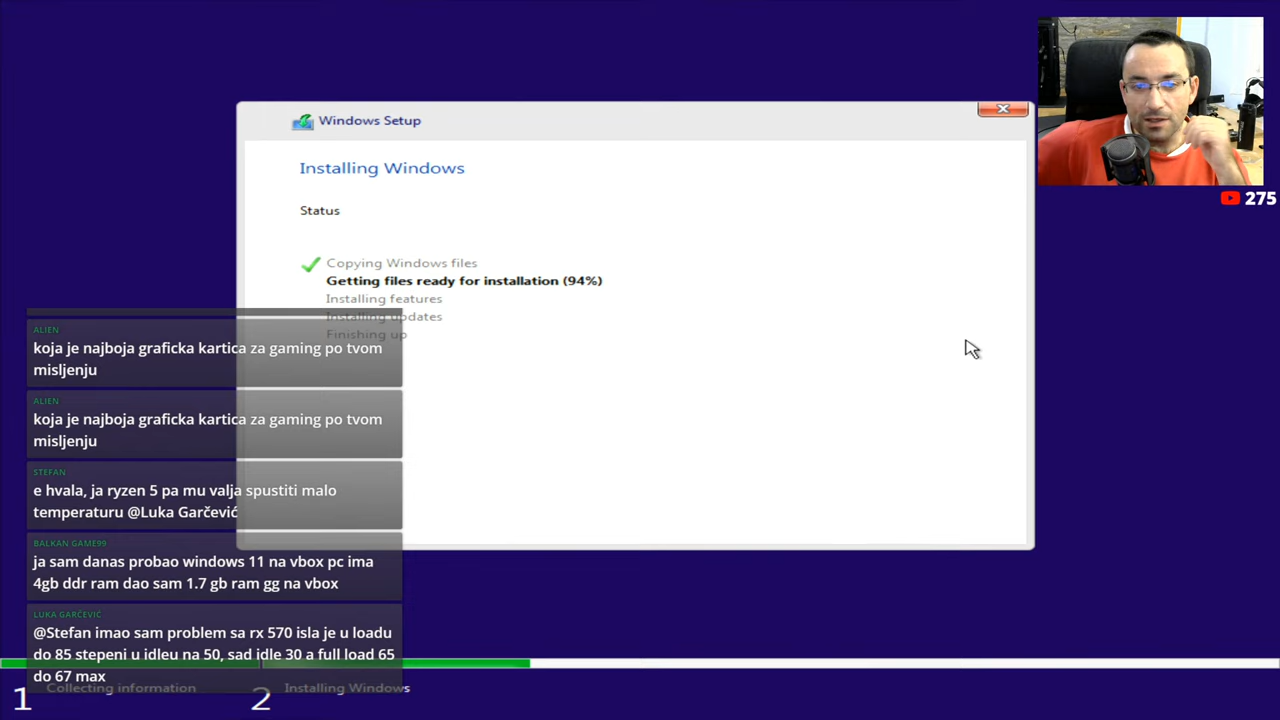 Windows Setup
Installing Windows
Status
Copying Windows files
Getting files ready for installation (94%)
Installing features
Installing updates
Finishing up
275
ALIEN
koja je najboja graficka kartica za gaming po tvom
misljenju
ALIEN
koja je najboja graficka kartica za gaming po tvom
misljenju
STEFAN
e hvala, ja ryzen 5 pa mu valja spustiti malo
temperaturu @Luka Garčević
BALKAN GAME99
ja sam danas probao windows 11 na vbox pc ima
4gb ddr ram dao sam 1.7 gb ram gg na vbox
LUKA GARČEVIĆ
@Stefan imao sam problem sa rx 570 isla je u loadu
do 85 stepeni u idleu na 50, sad idle 30 a full load 65
do 67 max
1 Collecting information
2 Installing Windows